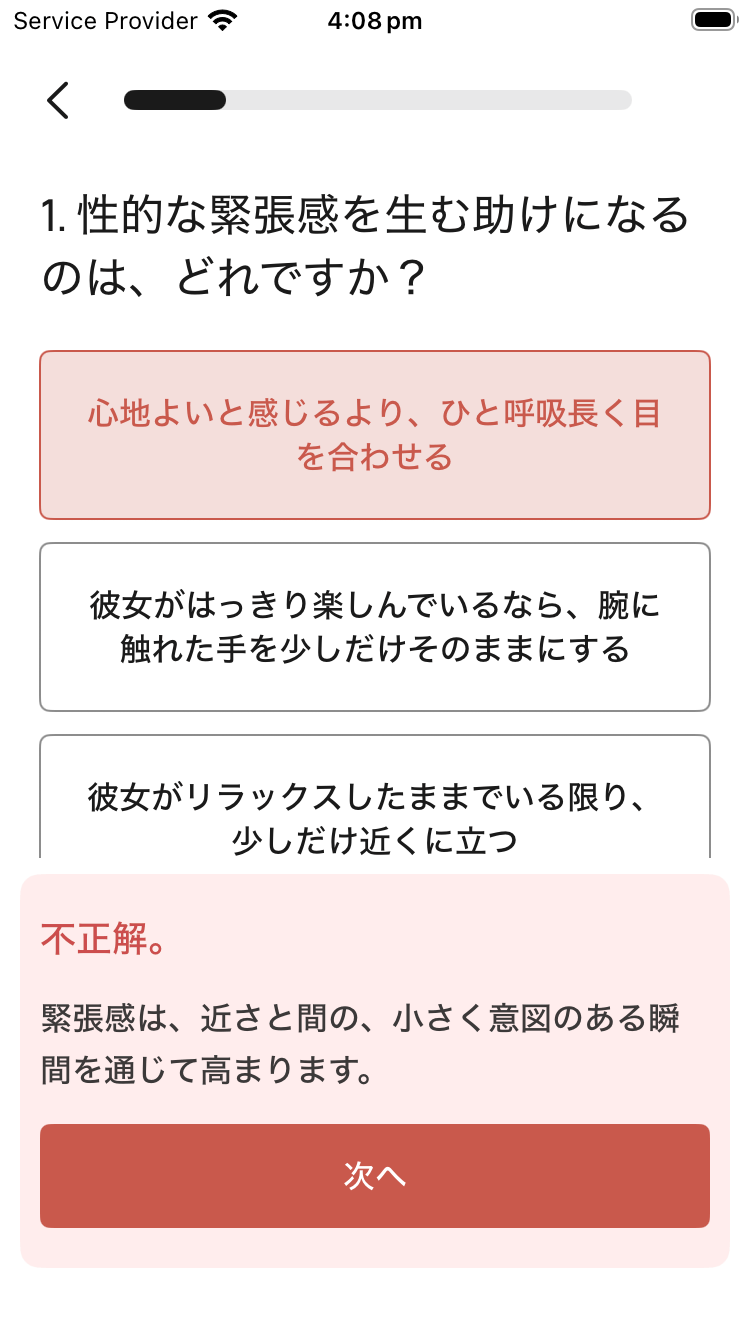 Service Provider 4:08 pm
1. 性的な緊張感を生む助けになる
のは、どれですか？
心地よいと感じるより、ひと呼吸長く目
を合わせる
彼女がはっきり楽しんでいるなら、腕に
触れた手を少しだけそのままにする
彼女がリラックスしたままでいる限り、
少しだけ近くに立つ
不正解。
緊張感は、近さと間の、小さく意図のある瞬
間を通じて高まります。
次へ